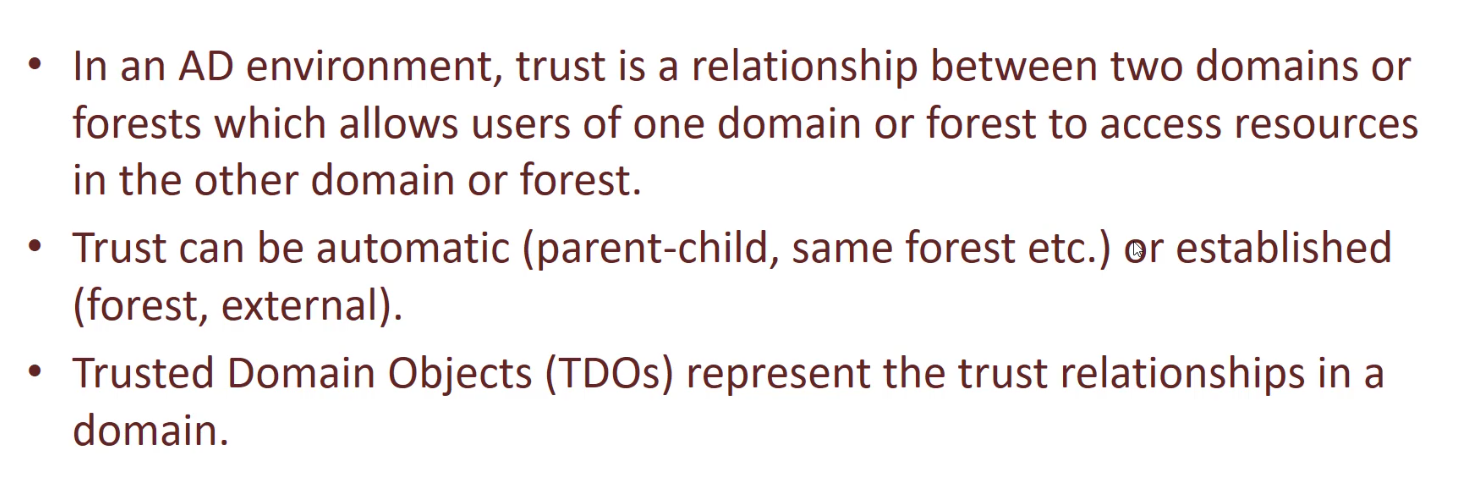 • In an AD environment, trust is a relationship between two domains or
forests which allows users of one domain or forest to access resources
in the other domain or forest.
• Trust can be automatic (parent-child, same forest etc.) or established
(forest, external).
• Trusted Domain Objects (TDOs) represent the trust relationships in a
domain.